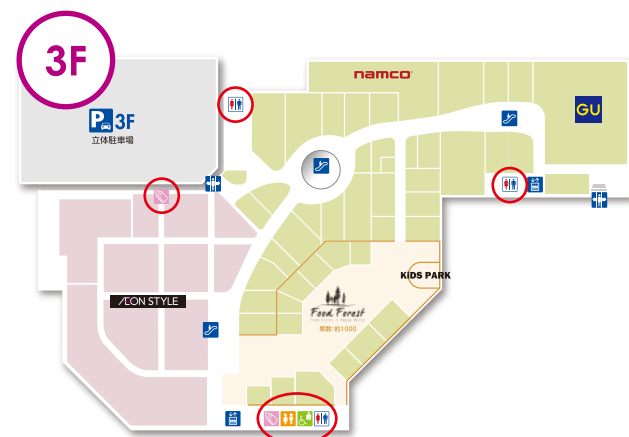 3F
P 3F
立体駐車場
namco
GU
KiDS PARK
ÆON STYLE
Food Forest
席数:約1000